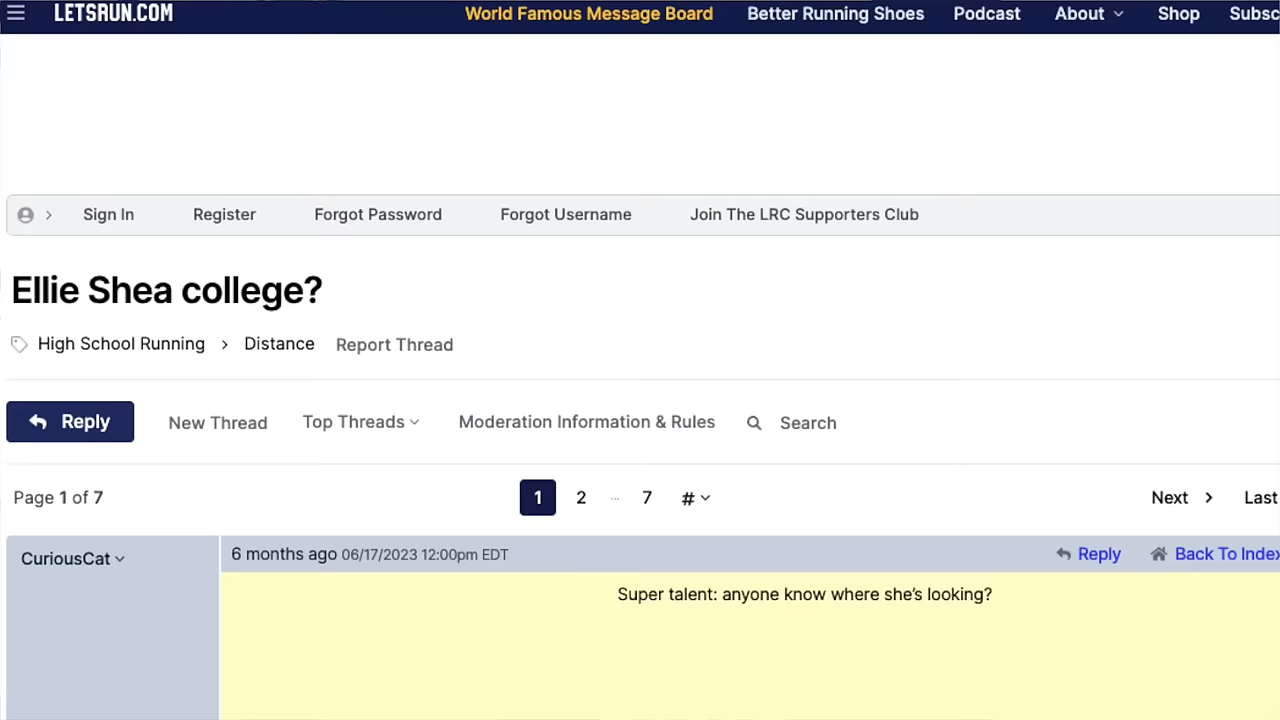 LETSRUN.COM World Famous Message Board Better Running Shoes Podcast About Shop Subsc
Sign In Register Forgot Password Forgot Username Join The LRC Supporters Club
Ellie Shea college?
High School Running > Distance Report Thread
Reply New Thread Top Threads Moderation Information & Rules Search
Page 1 of 7 1 2 ... 7 # Next > Last
CuriousCat 6 months ago 06/17/2023 12:00pm EDT Reply Back To Index
Super talent: anyone know where she's looking?